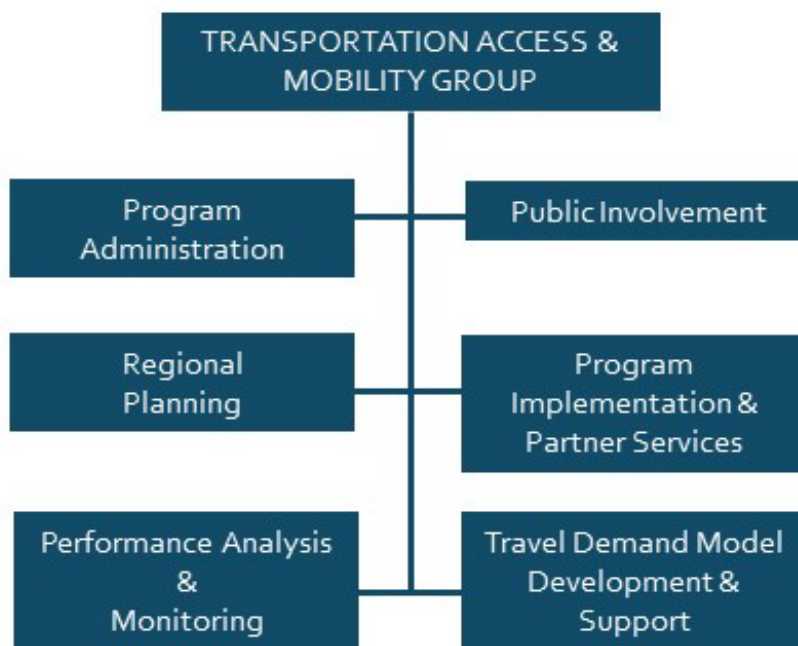 TRANSPORTATION ACCESS &
MOBILITY GROUP
Program
Administration
Public Involvement
Regional
Planning
Program
Implementation &
Partner Services
Performance Analysis
&
Monitoring
Travel Demand Model
Development &
Support